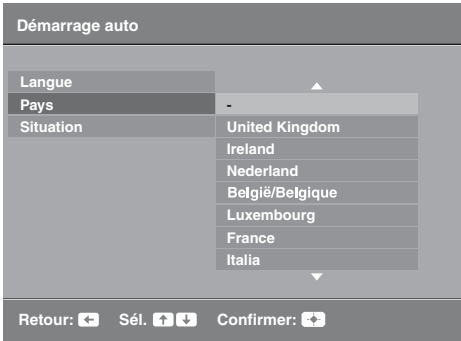 Démarrage auto
Langue
Pays
-
Situation
United Kingdom
Ireland
Nederland
België/Belgique
Luxembourg
France
Italia
Retour: Sél. Confirmer: